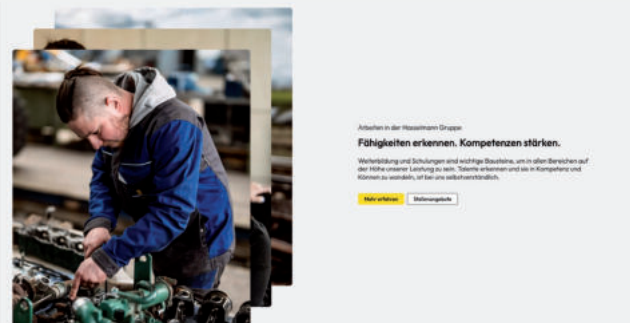 Arbeiten in der Hasselmann Gruppe
Fähigkeiten erkennen. Kompetenzen stärken.
Weiterbildung und Schulungen sind wichtige Bausteine, um in allen Bereichen auf
der Höhe unserer Leistung zu sein. Talente erkennen und sie in Kompetenz und
Können zu wandeln, ist bei uns selbstverständlich.
Mehr erfahren Stellenangebote